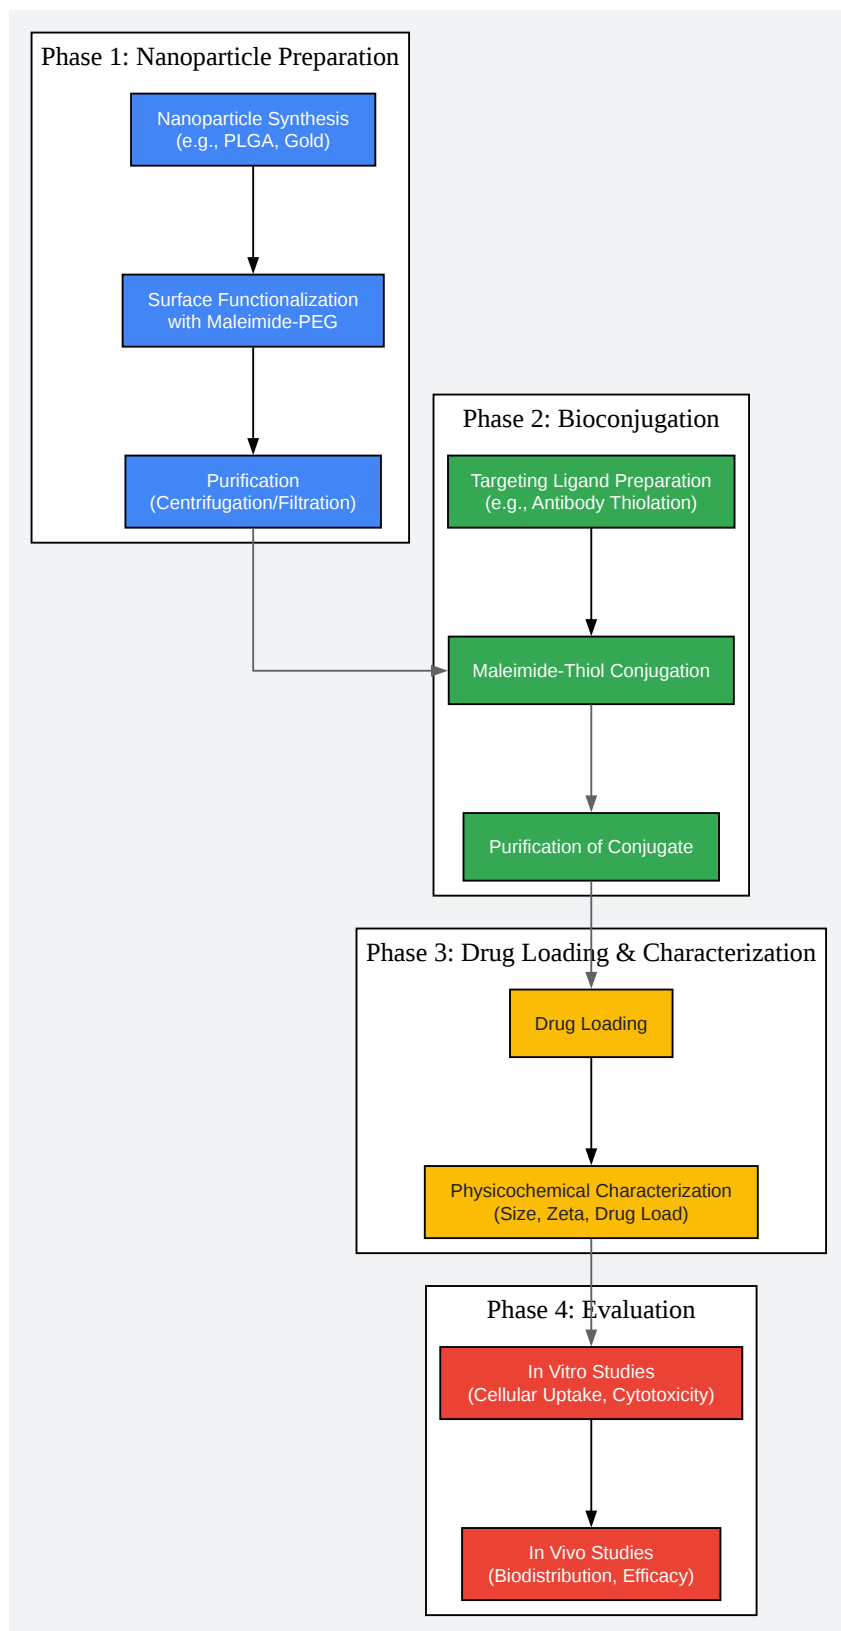 Phase 1: Nanoparticle Preparation
Nanoparticle Synthesis
(e.g., PLGA, Gold)
Surface Functionalization
with Maleimide-PEG
Purification
(Centrifugation/Filtration)
Phase 2: Bioconjugation
Targeting Ligand Preparation
(e.g., Antibody Thiolation)
Maleimide-Thiol Conjugation
Purification of Conjugate
Phase 3: Drug Loading & Characterization
Drug Loading
Physicochemical Characterization
(Size, Zeta, Drug Load)
Phase 4: Evaluation
In Vitro Studies
(Cellular Uptake, Cytotoxicity)
In Vivo Studies
(Biodistribution, Efficacy)